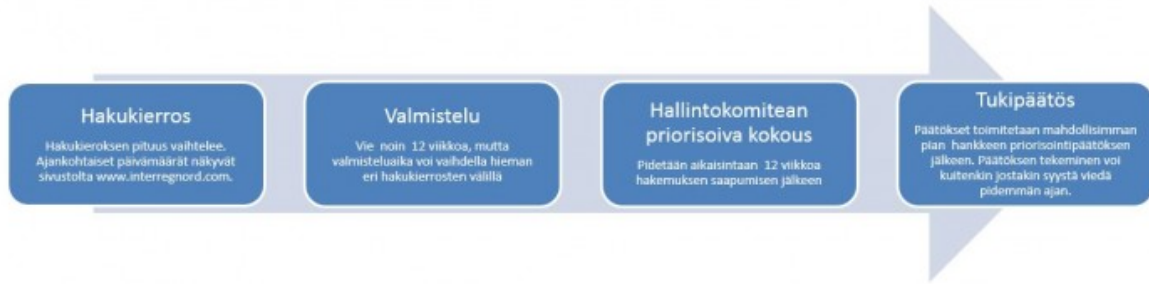 Hakukierros
Hakukieroksen pituus vaihtelee.
Ajankohtaiset päivämäärät näkyvät
sivustolta www.interregnord.com.
Valmistelu
Vie noin 12 viikkoa, mutta
valmisteluaika voi vaihdella hieman
eri hakukierrosten välillä
Hallintokomitean
priorisoiva kokous
Pidetään aikaisintaan 12 viikkoa
hakemuksen saapumisen jälkeen
Tukipäätös
Päätökset toimitetaan mahdollisimman
pian hankkeen priorisointipäätöksen
jälkeen. Päätöksen tekeminen voi
kuitenkin jostakin syystä viedä
pidemmän ajan.